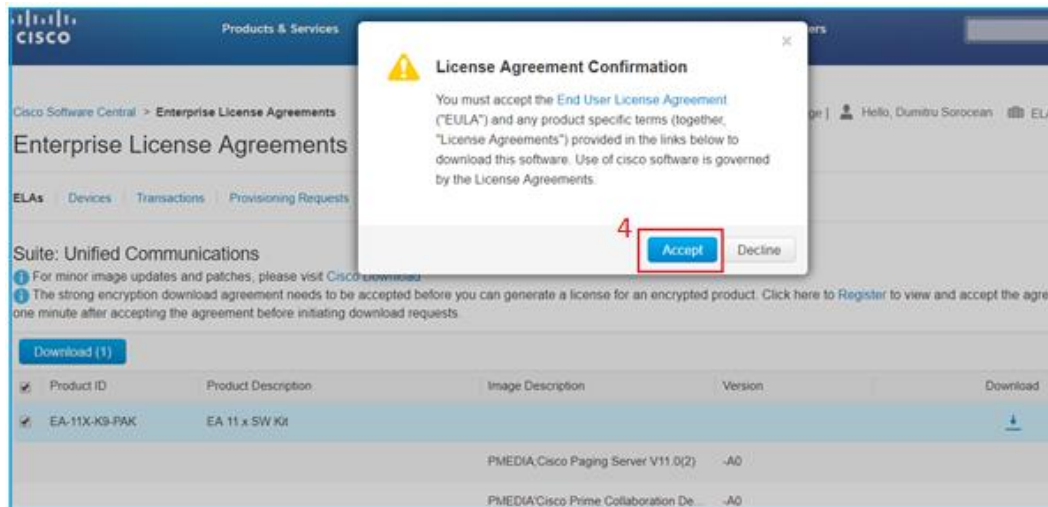 CISCO
Products & Services
ers
License Agreement Confirmation
You must accept the End User License Agreement
("EULA") and any product specific terms (together,
"License Agreements") provided in the links below to
download this software. Use of cisco software is governed
by the License Agreements.
4
Accept
Decline
Cisco Software Central > Enterprise License Agreements
ge ]
Hello, Dumitru Sorocean
ELA
Enterprise License Agreements
ELAs
Devices
Transactions
Provisioning Requests
Suite: Unified Communications
For minor image updates and patches, please visit Cisco Download
The strong encryption download agreement needs to be accepted before you can generate a license for an encrypted product. Click here to Register to view and accept the agre
one minute after accepting the agreement before initiating download requests.
Download (1)
Product ID
Product Description
Image Description
Version
Download
EA-11X-K9-PAK
EA 11 x SW Kit
PMEDIA;Cisco Paging Server V11.0(2)
-A0
PMEDIA'Cisco Prime Collaboration De...
-A0